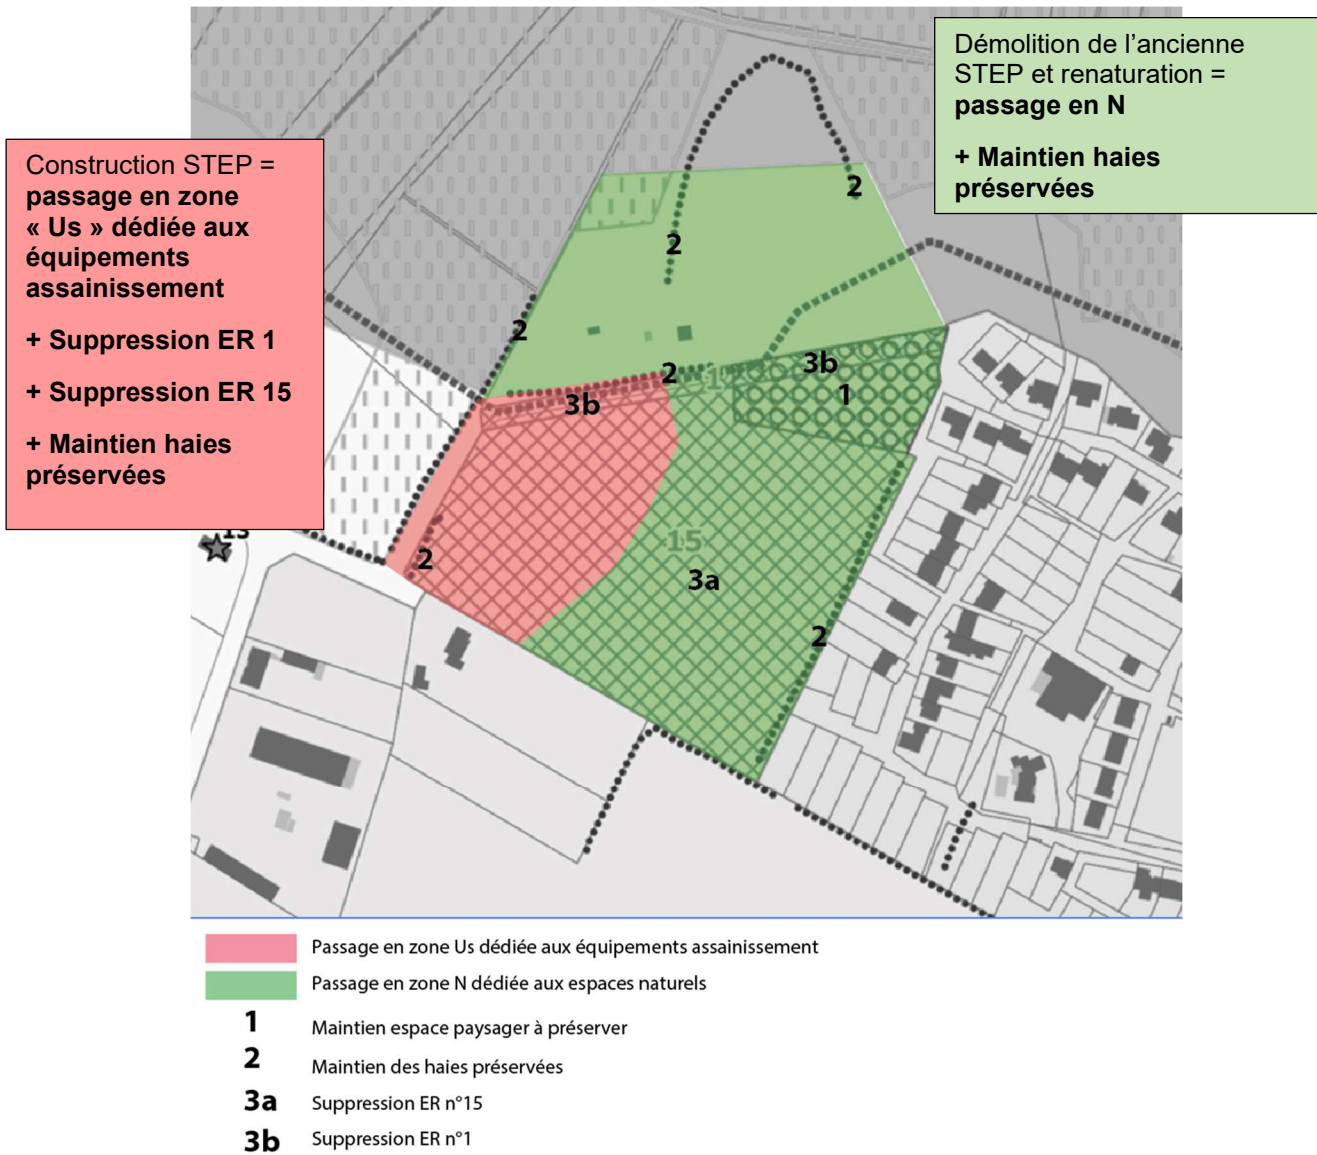 Démolition de l’ancienne
STEP et renaturation =
passage en N
+ Maintien haies
préservées
Construction STEP =
passage en zone
« Us » dédiée aux
équipements
assainissement
+ Suppression ER 1
+ Suppression ER 15
+ Maintien haies
préservées
2
2
2
2
3b
1
3b
1
13
15
3a
2
2
Passage en zone Us dédiée aux équipements assainissement
Passage en zone N dédiée aux espaces naturels
1 Maintien espace paysager à préserver
2 Maintien des haies préservées
3a Suppression ER n°15
3b Suppression ER n°1